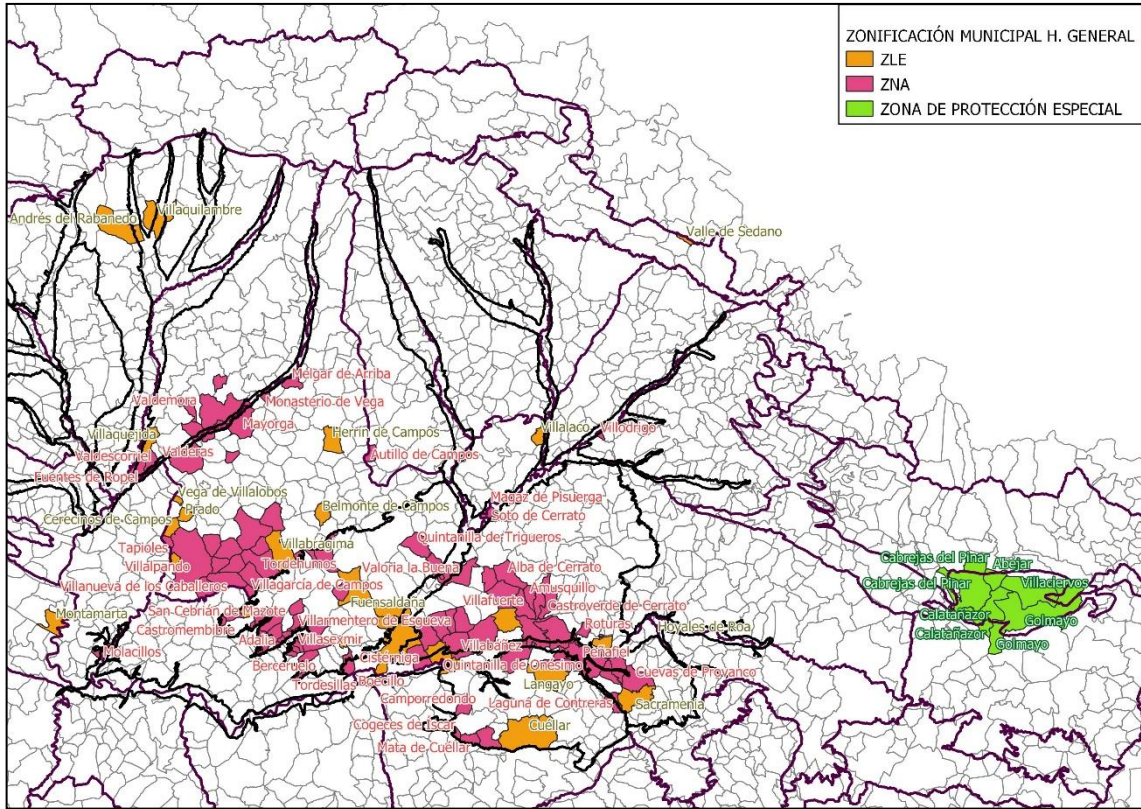 ZONIFICACIÓN MUNICIPAL H. GENERAL
ZLE
ZNA
ZONA DE PROTECCIÓN ESPECIAL
Andrés del Rabanedo
Villaquilambre
Valle de Sedano
Melgar de Arriba
Valdemora
Monasterio de Vega
Mayorga
Villaquejida
Herrín de Campos
Villalaco
Villodrigo
Valdescorriel
Valderas
Autillo de Campos
Fuentes de Ropel
Vega de Villalobos
Magaz de Pisuerga
Prado
Belmonte de Campos
Soto de Cerrato
Cerecinos de Campos
Quintanilla de Trigueros
Tapioles
Villabrágima
Villalpando
Tordehumos
Valoria la Buena
Alba de Cerrato
Cabrejas del Pinar
Abejar
Villanueva de los Caballeros
Villagarcía de Campos
Amusquillo
Cabrejas del Pinar
Villaciervos
San Cebrián de Mazote
Fuensaldaña
Villafuerte
Castroverde de Cerrato
Montamarta
Castromembibre
Villarmentero de Esgueva
Roturas
Calatañazor
Golmayo
Adalia
Villasexmir
Villabáñez
Hoyales de Roa
Calatañazor
Molacillos
Cistérniga
Peñafiel
Golmayo
Berceruelo
Quintanilla de Onésimo
Cuevas de Provanco
Tordesillas
Boecillo
Langayo
Camporredondo
Laguna de Contreras
Sacramenia
Cogeces de Íscar
Cuéllar
Mata de Cuéllar